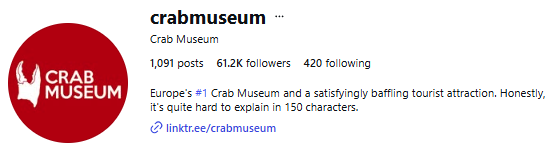 crabmuseum ...
Crab Museum
1,091 posts 61.2K followers 420 following
CRAB
MUSEUM
Europe's #1 Crab Museum and a satisfyingly baffling tourist attraction. Honestly,
it's quite hard to explain in 150 characters.
linktr.ee/crabmuseum